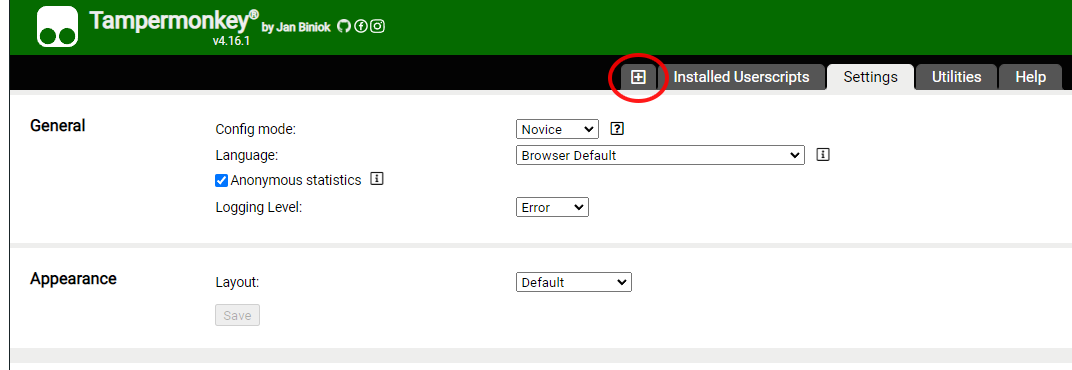 Tampermonkey® by Jan Biniok
v4.16.1
Installed Userscripts
Settings
Utilities
Help
General
Config mode:
Novice
?
Language:
Browser Default
i
Anonymous statistics
i
Logging Level:
Error
Appearance
Layout:
Default
Save